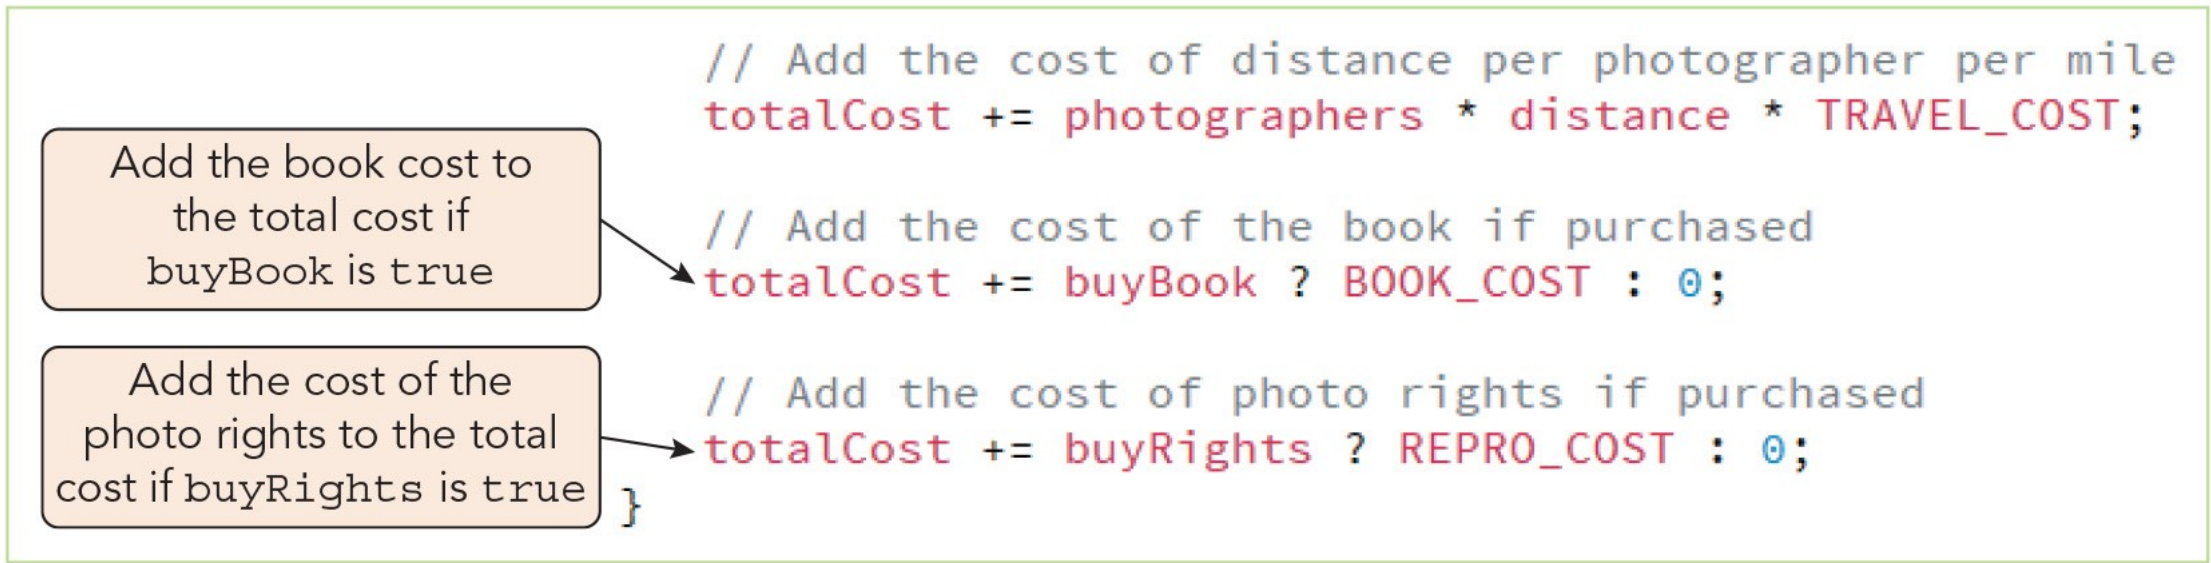 // Add the cost of distance per photographer per mile
totalCost += photographers * distance * TRAVEL_COST;
Add the book cost to
the total cost if
buyBook is true
// Add the cost of the book if purchased
totalCost += buyBook ? BOOK_COST : 0;
Add the cost of the
photo rights to the total
cost if buyRights is true
// Add the cost of photo rights if purchased
totalCost += buyRights ? REPRO_COST : 0;
}